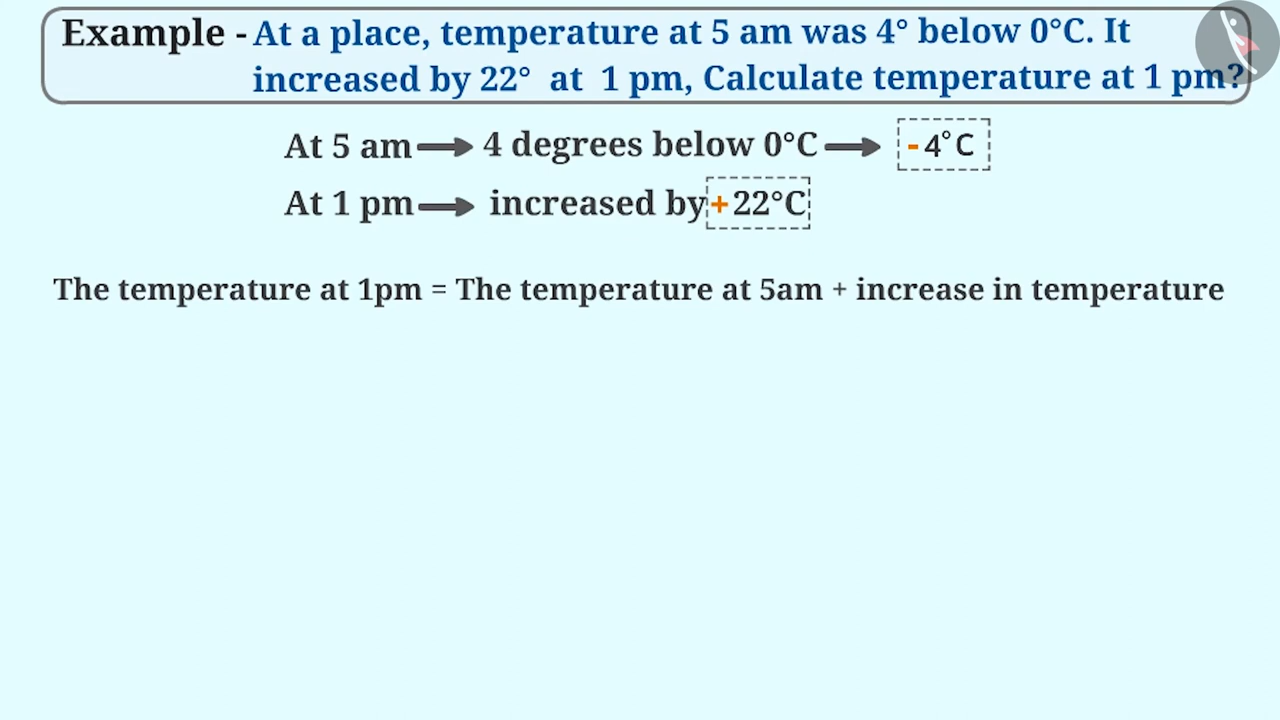 Example - At a place, temperature at 5 am was 4° below 0°C. It
increased by 22° at 1 pm, Calculate temperature at 1 pm?
At 5 am → 4 degrees below 0°C → -4°C
At 1 pm → increased by +22°C
The temperature at 1pm = The temperature at 5am + increase in temperature